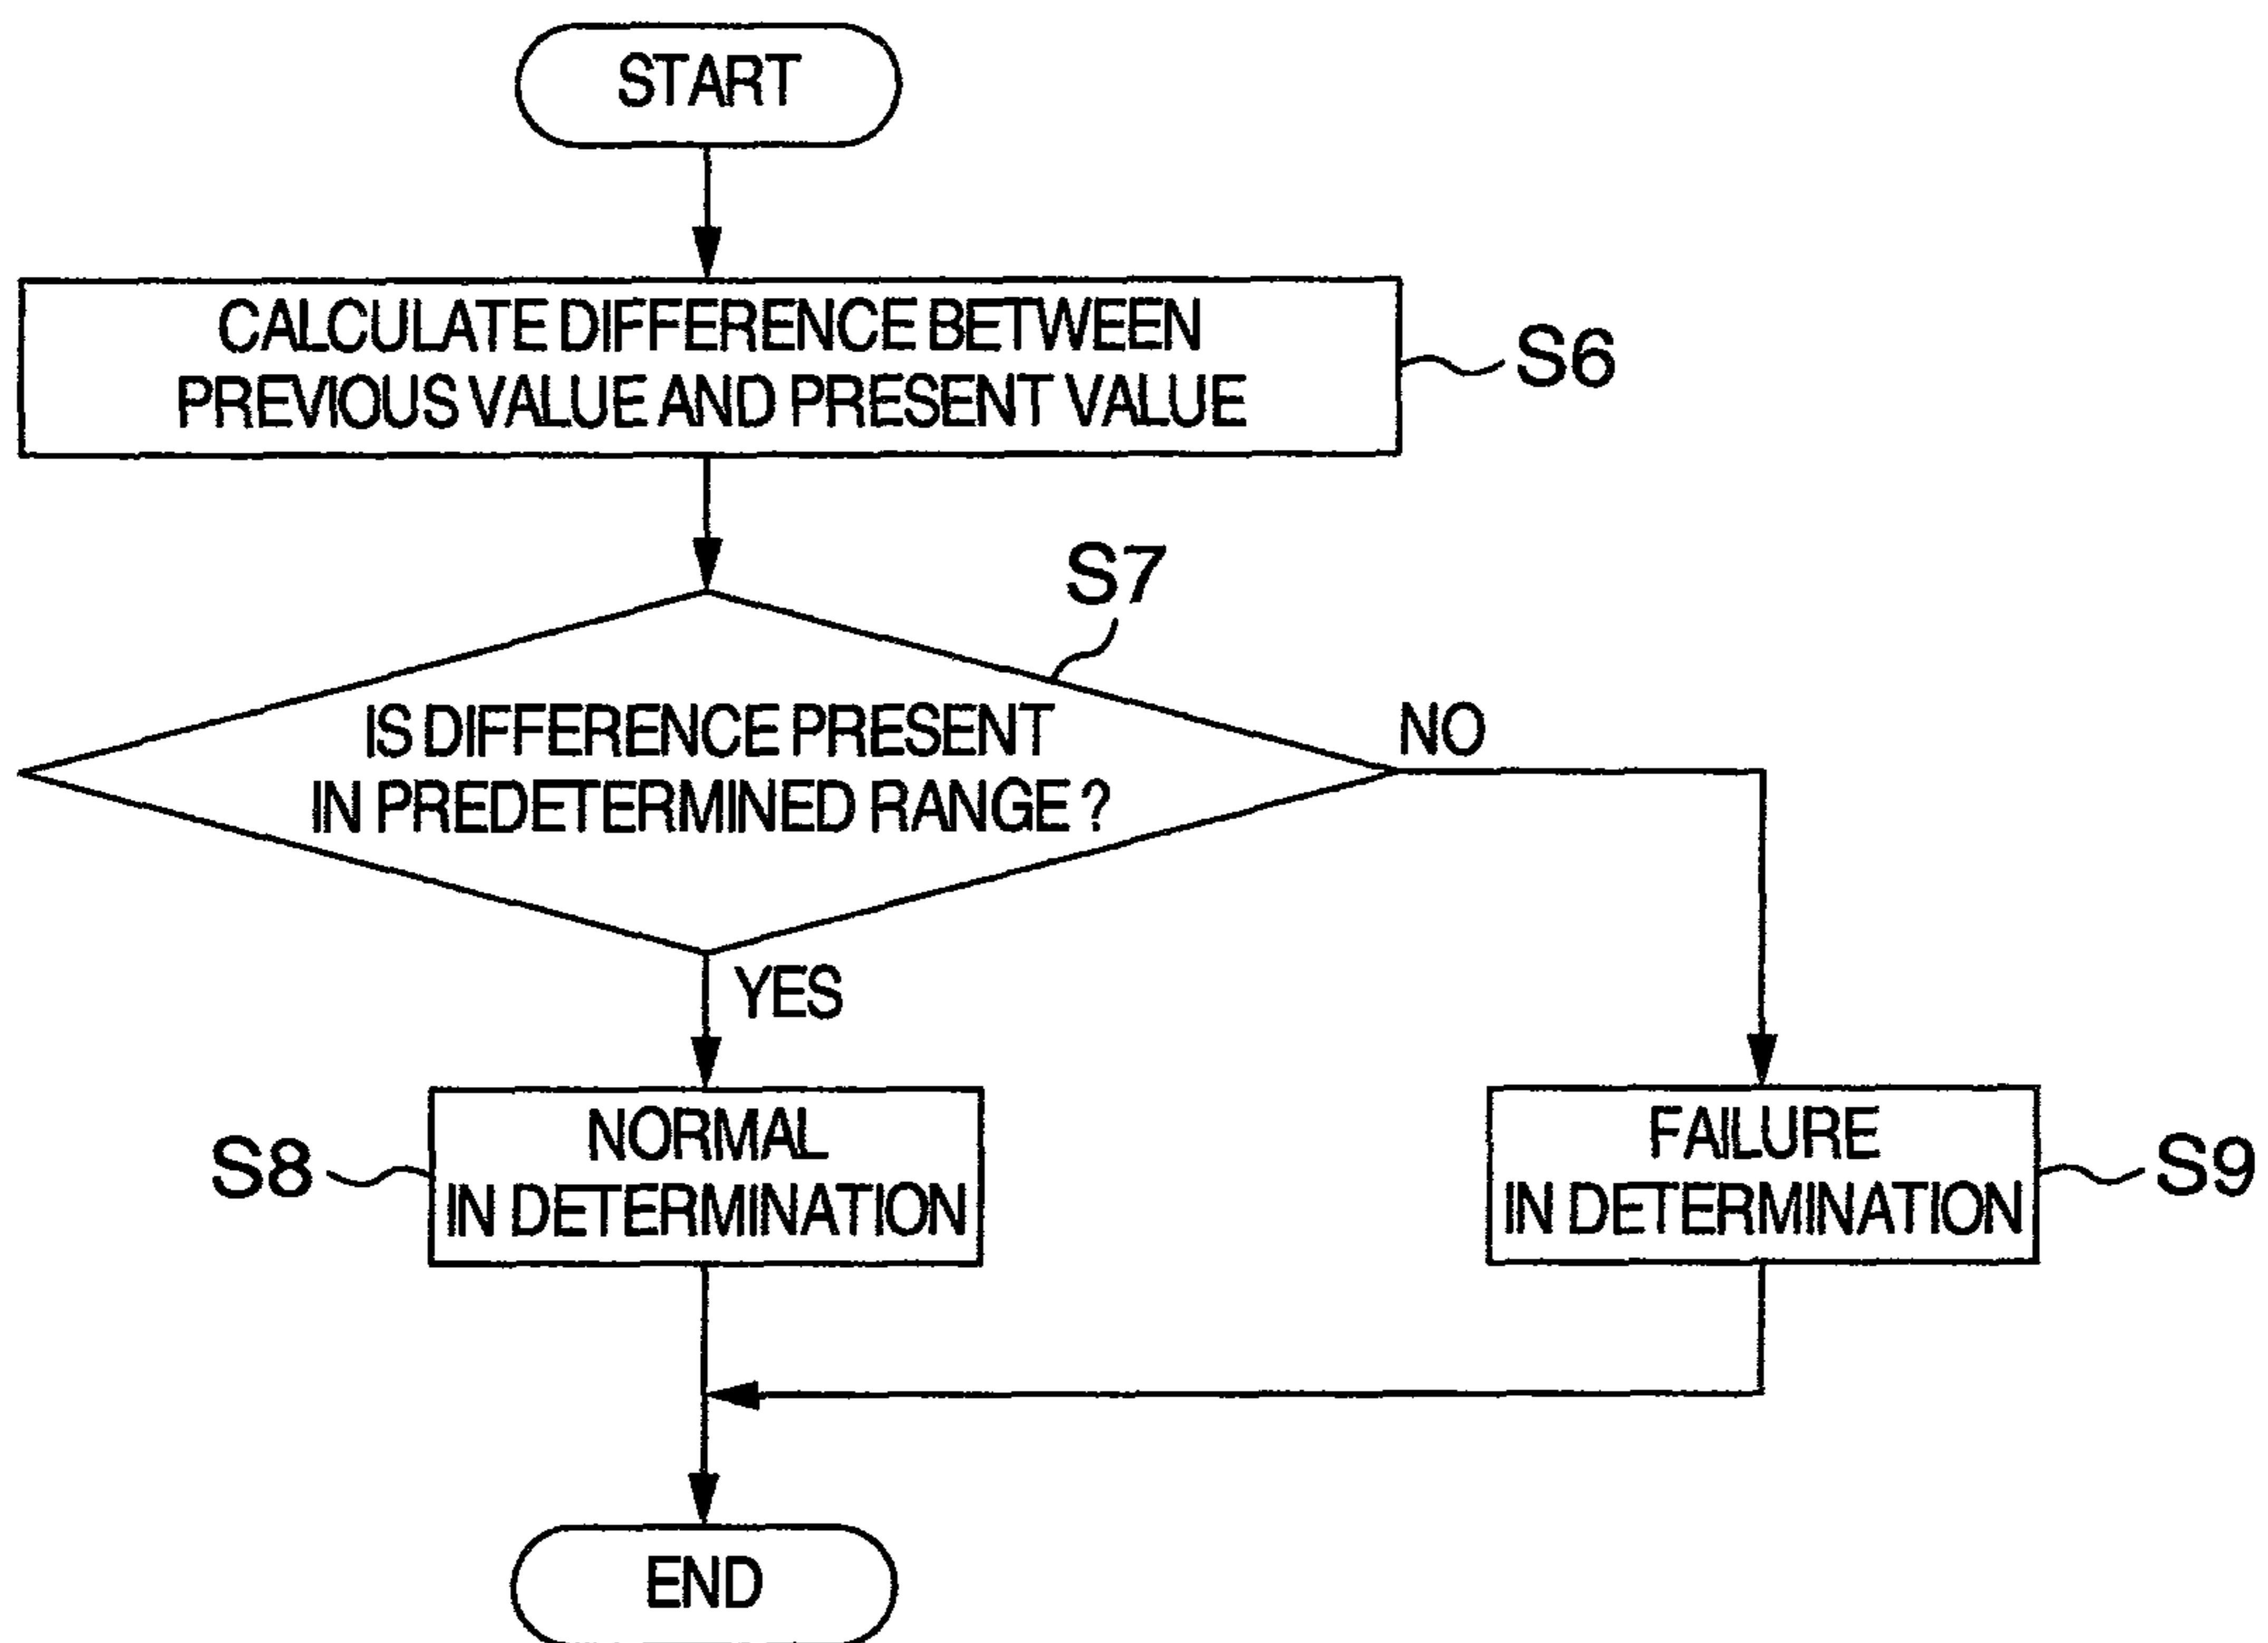 START
CALCULATE DIFFERENCE BETWEEN
PREVIOUS VALUE AND PRESENT VALUE
S6
S7
IS DIFFERENCE PRESENT
IN PREDETERMINED RANGE ?
NO
YES
S8
NORMAL
IN DETERMINATION
FAILURE
IN DETERMINATION
S9
END